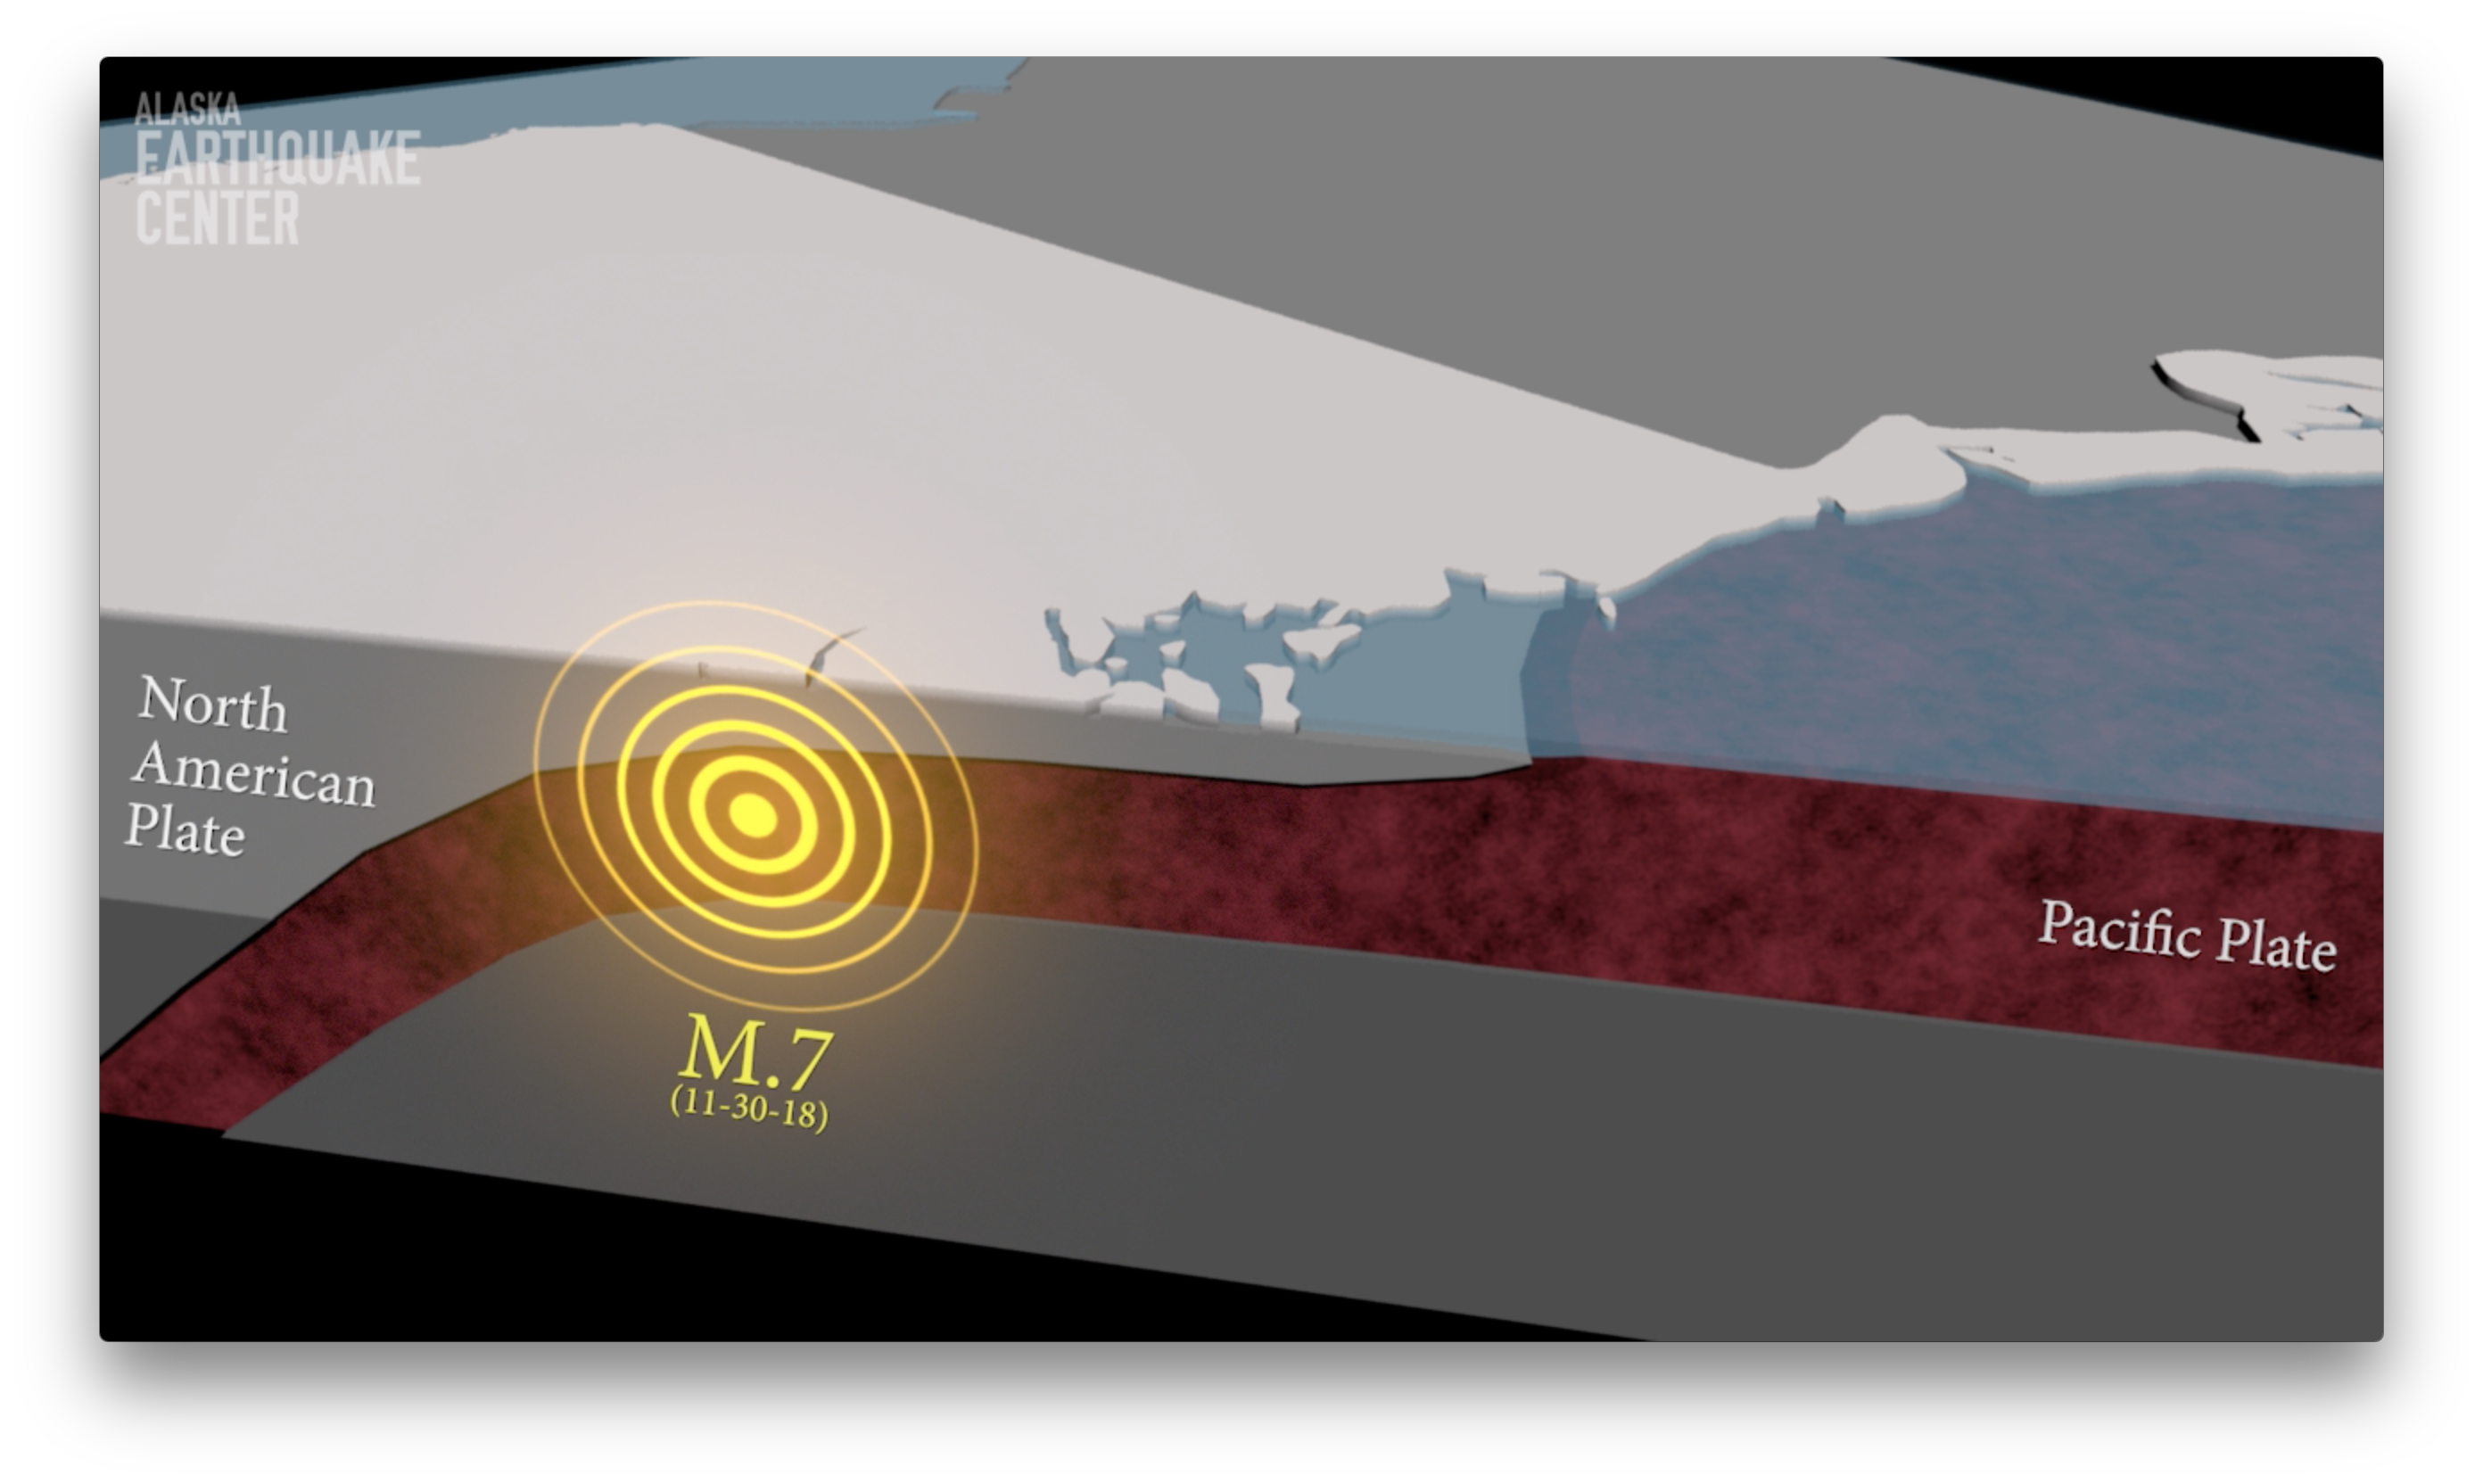 ALASKA
EARTHQUAKE
CENTER
North
American
Plate
M.7
(11-30-18)
Pacific Plate